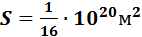 S = 1/16 · 10²⁰м²